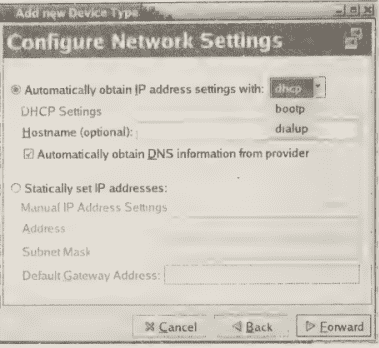 Add new Device Type
Configure Network Settings
Automatically obtain IP address settings with: dhcp
DHCP Settings bootp
Hostname (optional): dialup
Automatically obtain DNS information from provider
Statically set IP addresses:
Manual IP Address Settings
Address
Subnet Mask
Default Gateway Address:
Cancel Back Forward